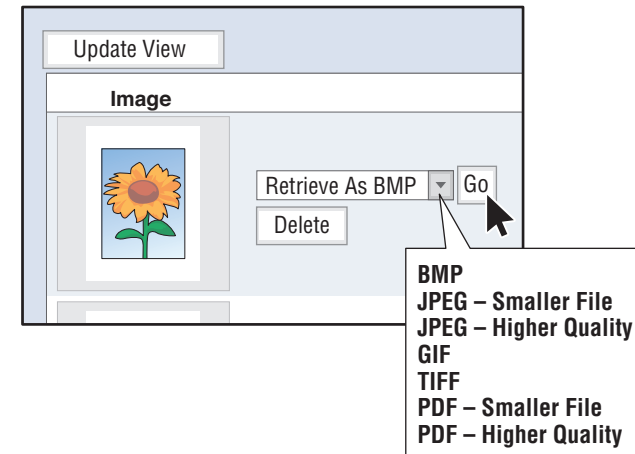 Update View
Image
Retrieve As BMP Go
Delete
BMP
JPEG – Smaller File
JPEG – Higher Quality
GIF
TIFF
PDF – Smaller File
PDF – Higher Quality